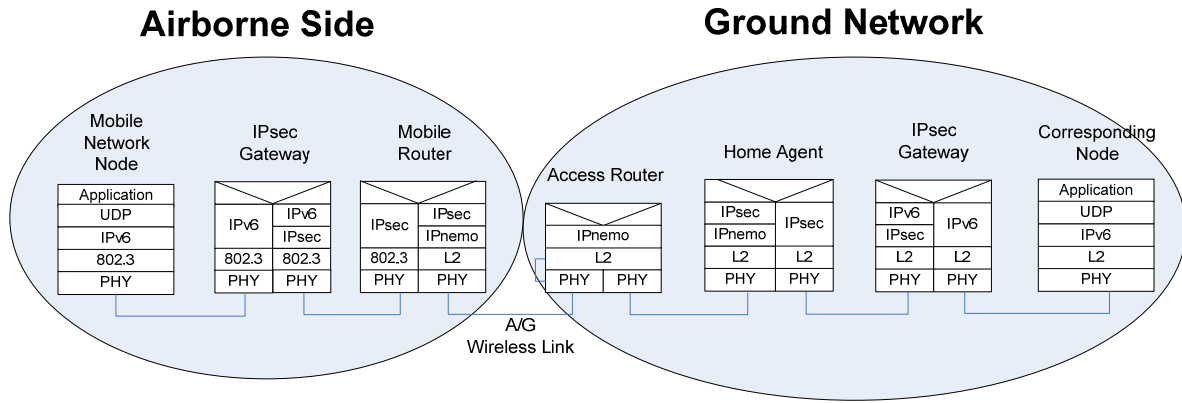 Airborne Side
Ground Network
Mobile
Network
Node
Application
UDP
IPv6
802.3
PHY
IPsec
Gateway
IPv6 IPv6
IPsec
802.3 802.3
PHY PHY
Mobile
Router
IPsec IPsec
IPnemo
802.3 L2
PHY PHY
A/G
Wireless Link
Access Router
IPnemo
L2
PHY PHY
Home Agent
IPsec IPsec
IPnemo
L2 L2
PHY PHY
IPsec
Gateway
IPv6 IPv6
IPsec
L2 L2
PHY PHY
Corresponding
Node
Application
UDP
IPv6
L2
PHY